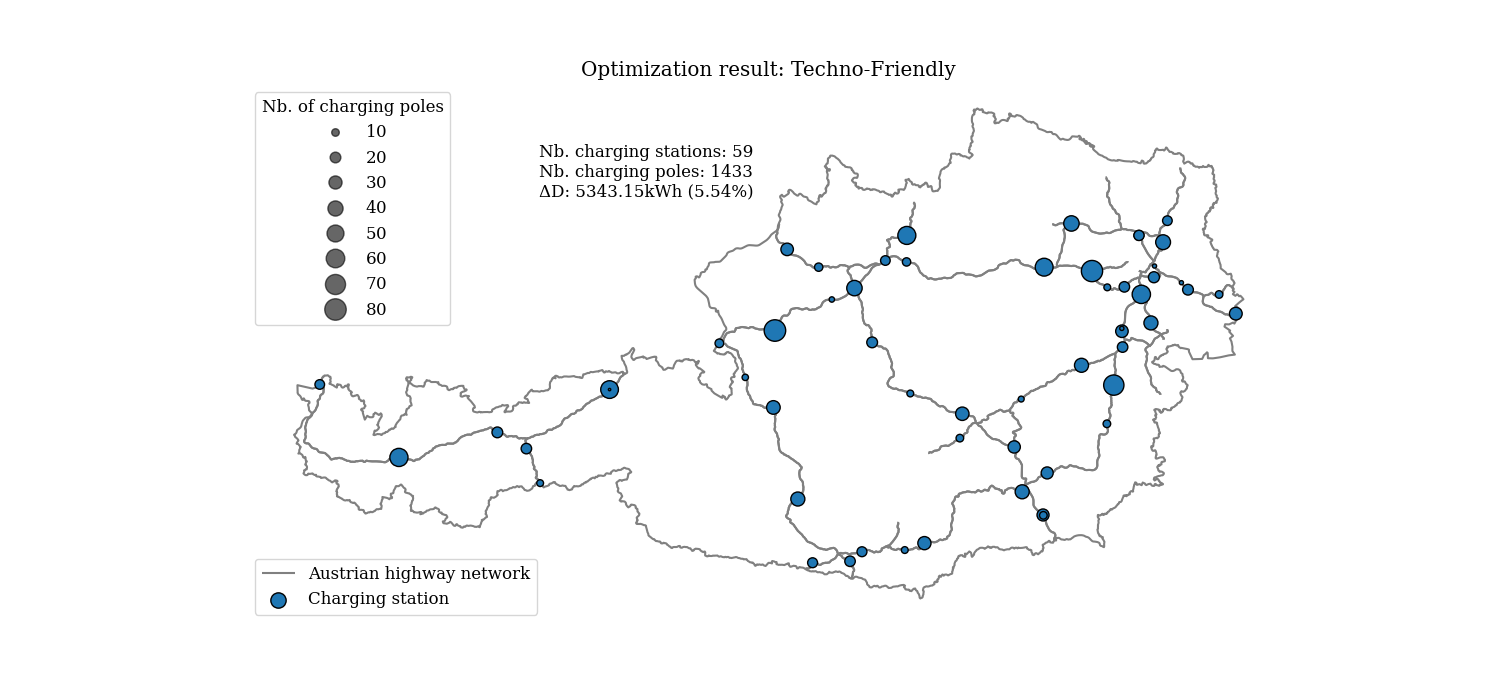 Optimization result: Techno-Friendly
Nb. of charging poles
10
20
30
40
50
60
70
80
Nb. charging stations: 59
Nb. charging poles: 1433
ΔD: 5343.15kWh (5.54%)
Austrian highway network
Charging station